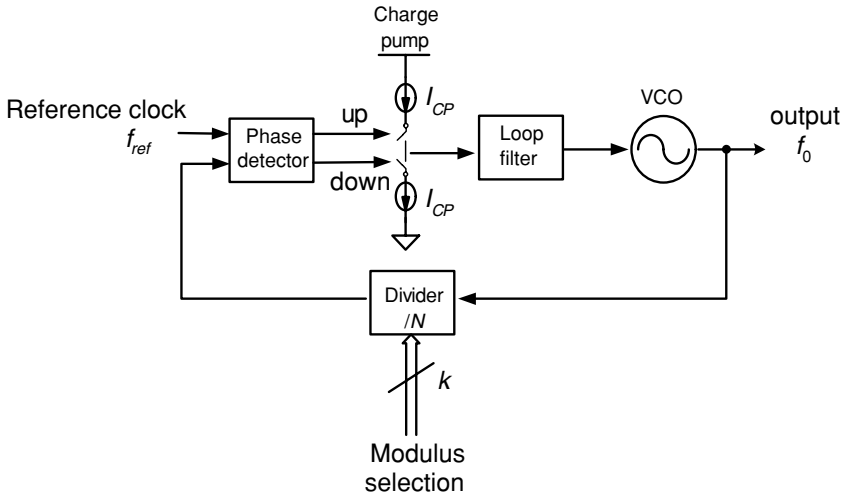 Charge
pump
I_CP
Reference clock
f_ref
Phase
detector
up
down
I_CP
Loop
filter
VCO
output
f_0
Divider
/N
k
Modulus
selection